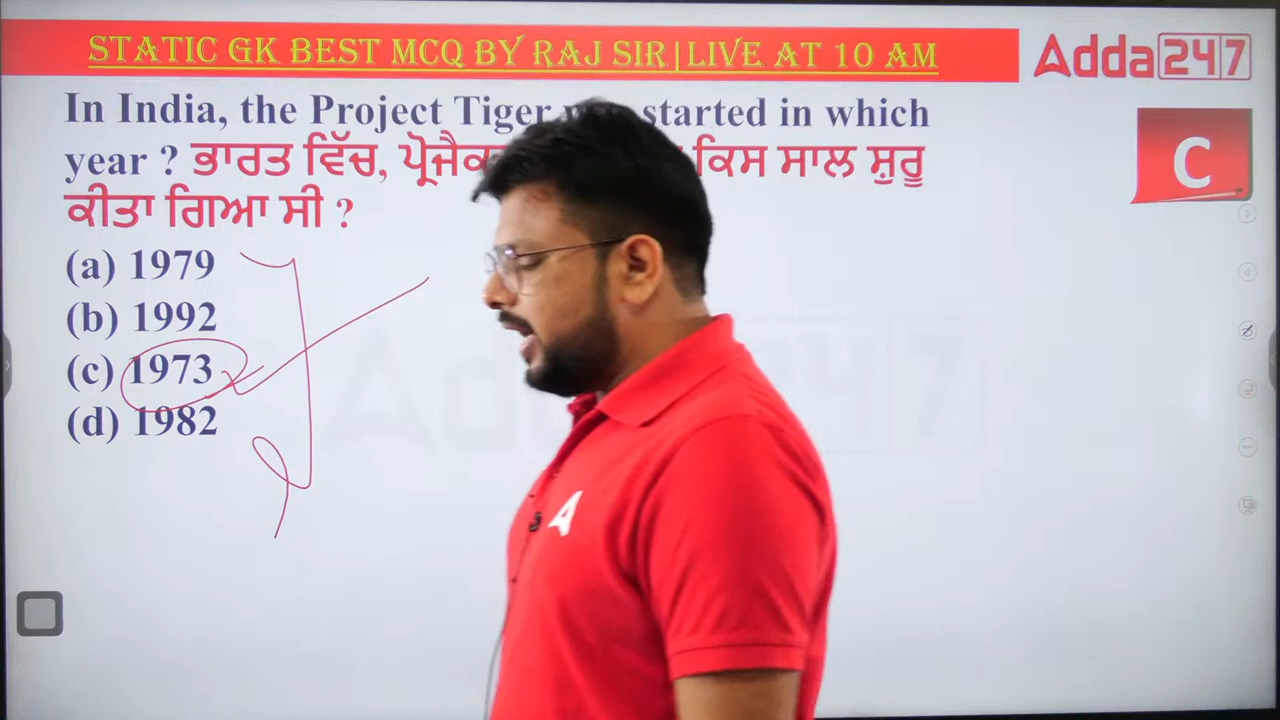 STATIC GK BEST MCQ BY RAJ SIR|LIVE AT 10 AM
Adda247
In India, the Project Tiger started in which
year ? ਭਾਰਤ ਵਿੱਚ, ਕਿਸ ਸਾਲ ਸ਼ੁਰੂ
ਕੀਤਾ ਗਿਆ ਸੀ ?
C
(a) 1979
(b) 1992
(c) 1973
(d) 1982
A